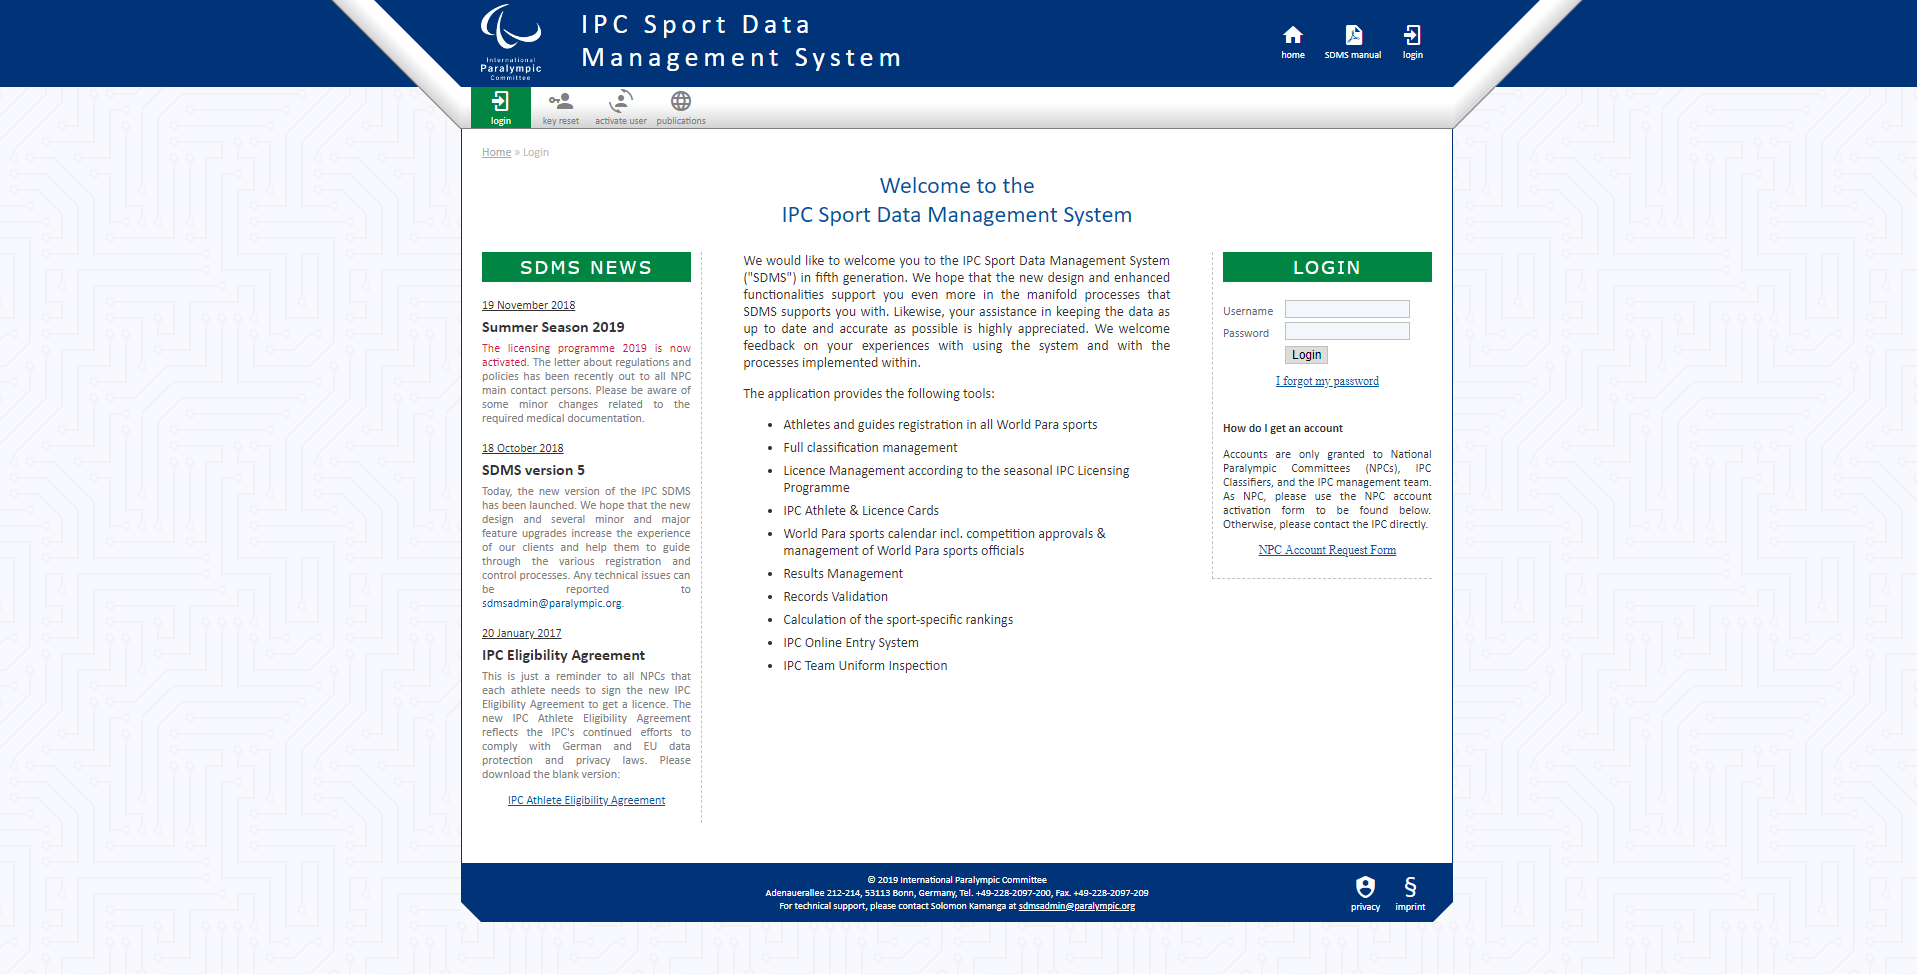 International
Paralympic
Committee
IPC Sport Data
Management System
home
SDMS manual
login
login
key reset
activate user
publications
Home » Login
Welcome to the
IPC Sport Data Management System
SDMS NEWS
19 November 2018
Summer Season 2019
The licensing programme 2019 is now
activated. The letter about regulations and
policies has been recently out to all NPC
main contact persons. Please be aware of
some minor changes related to the
required medical documentation.
18 October 2018
SDMS version 5
Today, the new version of the IPC SDMS
has been launched. We hope that the new
design and several minor and major
feature upgrades increase the experience
of our clients and help them to guide
through the various registration and
control processes. Any technical issues can
be reported to
sdmsadmin@paralympic.org.
20 January 2017
IPC Eligibility Agreement
This is just a reminder to all NPCs that
each athlete needs to sign the new IPC
Eligibility Agreement to get a licence. The
new IPC Athlete Eligibility Agreement
reflects the IPC's continued efforts to
comply with German and EU data
protection and privacy laws. Please
download the blank version:
IPC Athlete Eligibility Agreement
We would like to welcome you to the IPC Sport Data Management System
("SDMS") in fifth generation. We hope that the new design and enhanced
functionalities support you even more in the manifold processes that
SDMS supports you with. Likewise, your assistance in keeping the data as
up to date and accurate as possible is highly appreciated. We welcome
feedback on your experiences with using the system and with the
processes implemented within.
The application provides the following tools:
• Athletes and guides registration in all World Para sports
• Full classification management
• Licence Management according to the seasonal IPC Licensing
Programme
• IPC Athlete & Licence Cards
• World Para sports calendar incl. competition approvals &
management of World Para sports officials
• Results Management
• Records Validation
• Calculation of the sport-specific rankings
• IPC Online Entry System
• IPC Team Uniform Inspection
LOGIN
Username
Password
Login
I forgot my password
How do I get an account
Accounts are only granted to National
Paralympic Committees (NPCs), IPC
Classifiers, and the IPC management team.
As NPC, please use the NPC account
activation form to be found below.
Otherwise, please contact the IPC directly.
NPC Account Request Form
© 2019 International Paralympic Committee
Adenauerallee 212-214, 53113 Bonn, Germany, Tel. +49-228-2097-200, Fax. +49-228-2097-209
For technical support, please contact Solomon Kamanga at sdmsadmin@paralympic.org
privacy
§
imprint